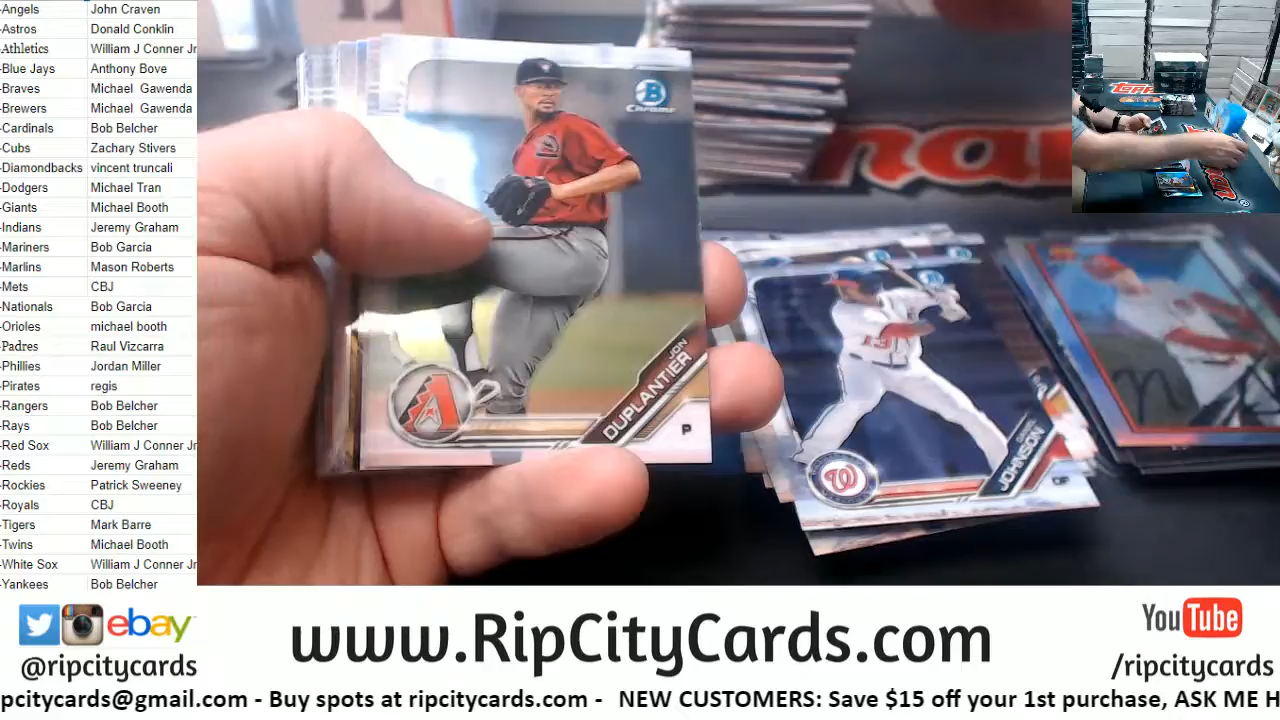 -Angels John Craven
-Astros Donald Conklin
-Athletics William J Conner Jr
-Blue Jays Anthony Bove
-Braves Michael Gawenda
-Brewers Michael Gawenda
-Cardinals Bob Belcher
-Cubs Zachary Stivers
-Diamondbacks vincent truncali
-Dodgers Michael Tran
-Giants Michael Booth
-Indians Jeremy Graham
-Mariners Bob Garcia
-Marlins Mason Roberts
-Mets CBJ
-Nationals Bob Garcia
-Orioles michael booth
-Padres Raul Vizcarra
-Phillies Jordan Miller
-Pirates regis
-Rangers Bob Belcher
-Rays Bob Belcher
-Red Sox William J Conner Jr
-Reds Jeremy Graham
-Rockies Patrick Sweeney
-Royals CBJ
-Tigers Mark Barre
-Twins Michael Booth
-White Sox William J Conner Jr
-Yankees Bob Belcher
B
Chrome
JON
DUPLANTIER
P
A
JOHNSON
W
Topps
ebay
@ripcitycards
www.RipCityCards.com
YouTube
/ripcitycards
pcitycards@gmail.com - Buy spots at ripcitycards.com - NEW CUSTOMERS: Save $15 off your 1st purchase, ASK ME H